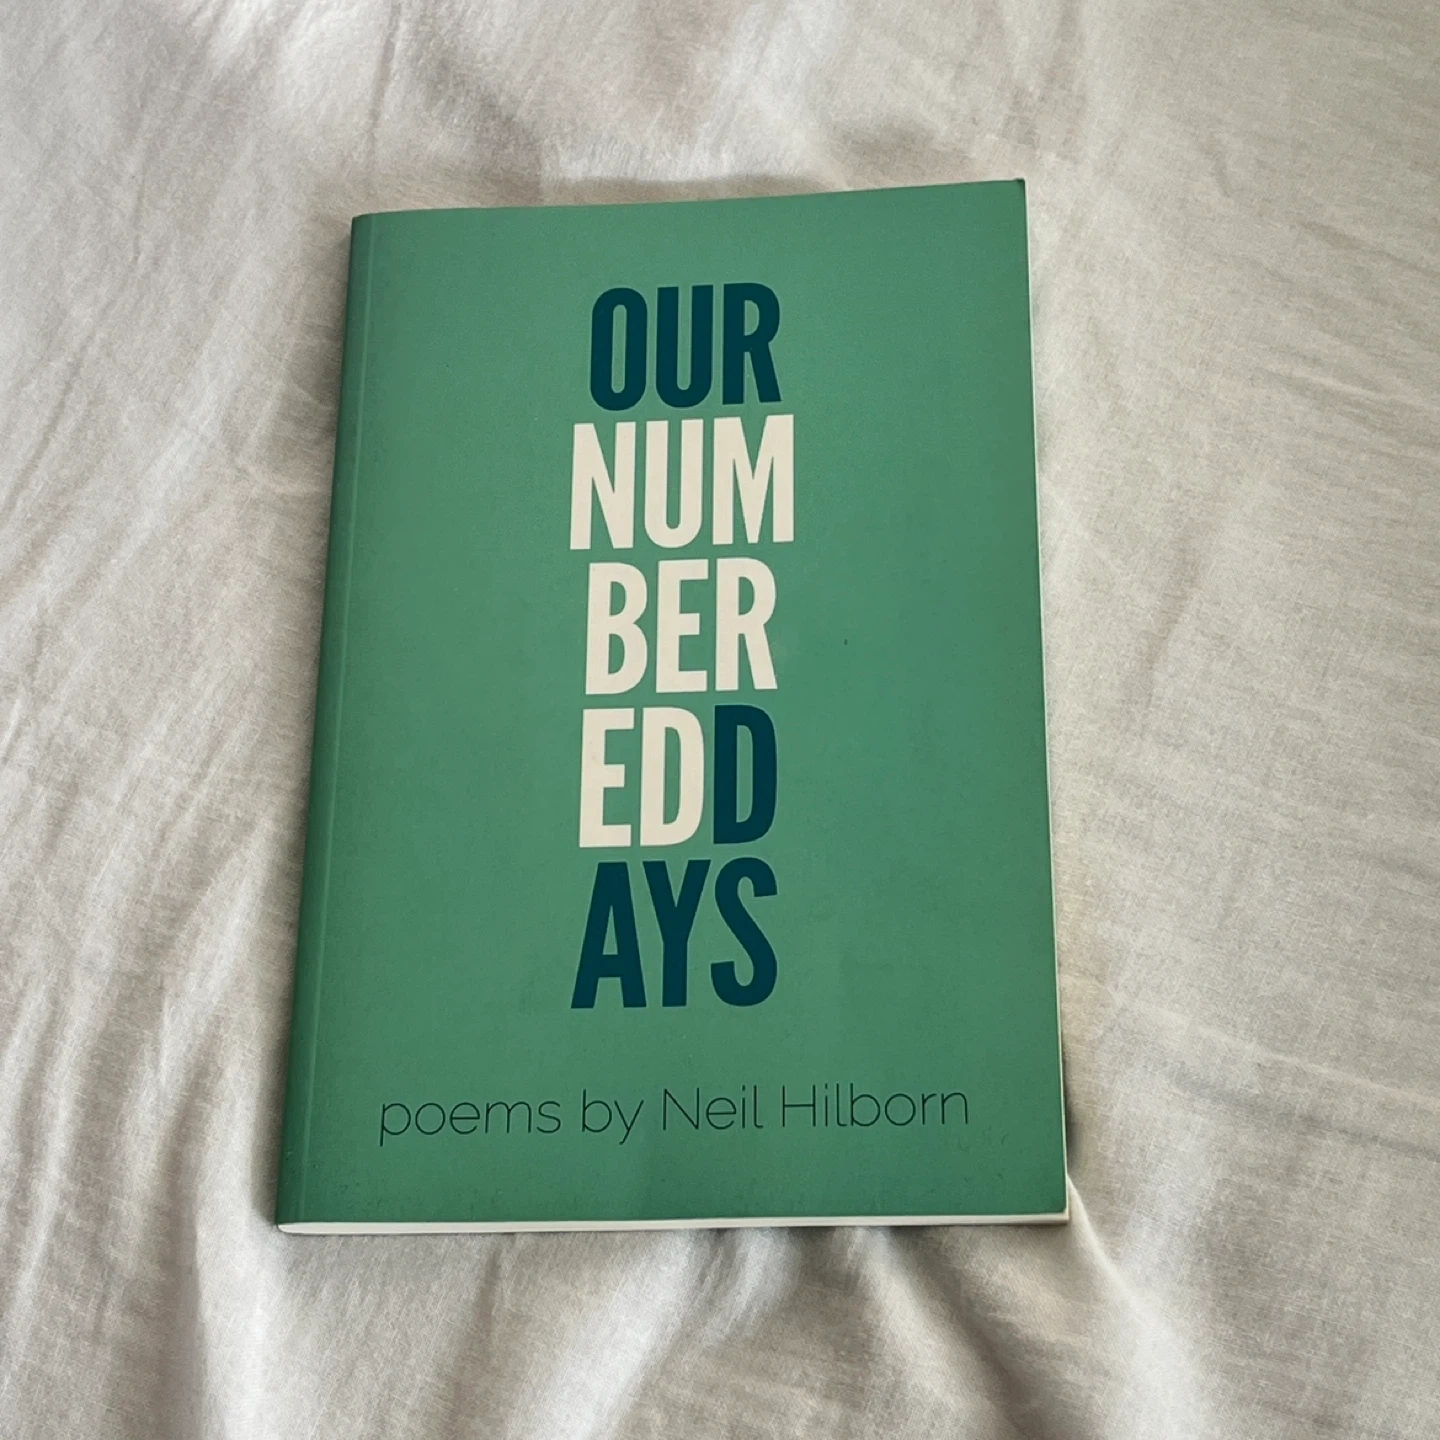 OUR
NUM
BER
EDD
AYS
poems by Neil Hilborn